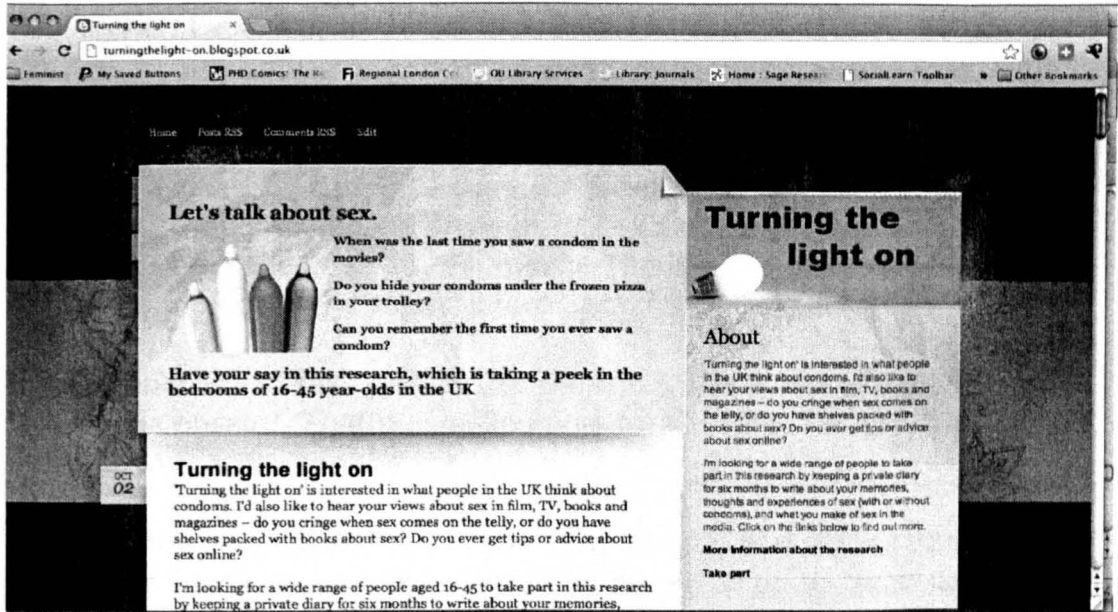 Turning the light on
turningthelight-on.blogspot.co.uk
Feminist My Saved Buttons PHD Comics: The Regional London OU Library Services Library: Journals Home : Sage Resear SocialLearn Toolbar » Other Bookmarks
Home Posts RSS Comments RSS Edit
Let's talk about sex.
When was the last time you saw a condom in the
movies?
Do you hide your condoms under the frozen pizza
in your trolley?
Can you remember the first time you ever saw a
condom?
Have your say in this research, which is taking a peek in the
bedrooms of 16-45 year-olds in the UK
OCT
02
Turning the light on
'Turning the light on' is interested in what people in the UK think about
condoms. I'd also like to hear your views about sex in film, TV, books and
magazines – do you cringe when sex comes on the telly, or do you have
shelves packed with books about sex? Do you ever get tips or advice about
sex online?
I'm looking for a wide range of people aged 16-45 to take part in this research
by keeping a private diary for six months to write about your memories,
Turning the
light on
About
'Turning the light on' is interested in what people
in the UK think about condoms. I'd also like to
hear your views about sex in film, TV, books and
magazines – do you cringe when sex comes on
the telly, or do you have shelves packed with
books about sex? Do you ever get tips or advice
about sex online?
I'm looking for a wide range of people to take
part in this research by keeping a private diary
for six months to write about your memories,
thoughts and experiences of sex (with or without
condoms), and what you make of sex in the
media. Click on the links below to find out more.
More information about the research
Take part